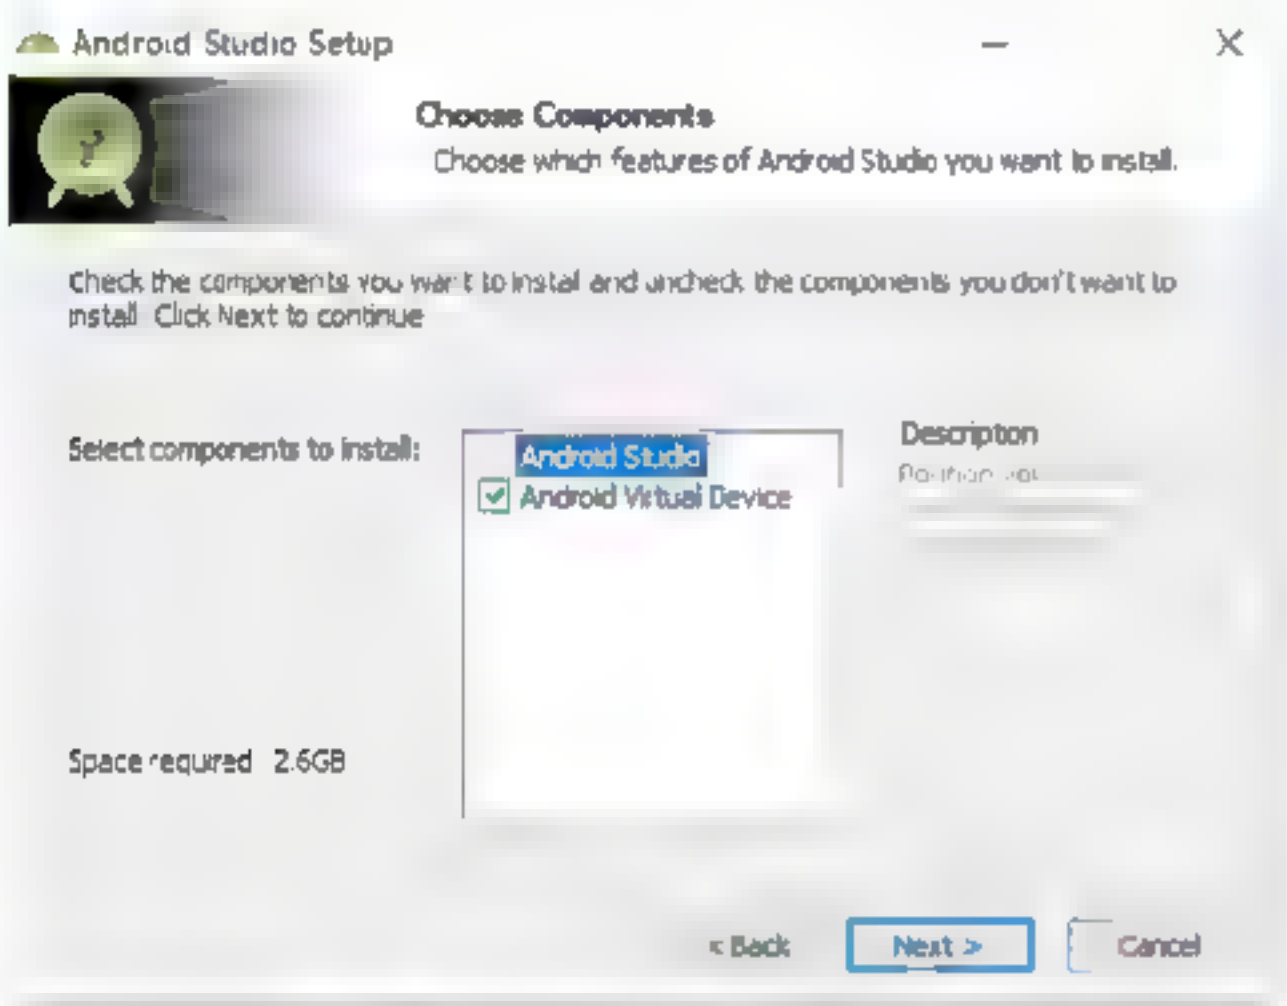 Android Studio Setup
Choose Components
Choose which features of Android Studio you want to install.
Check the components you want to install and uncheck the components you don't want to
install. Click Next to continue
Select components to install:
Android Studio
Android Virtual Device
Description
Space required 2.6GB
< Back
Next >
Cancel